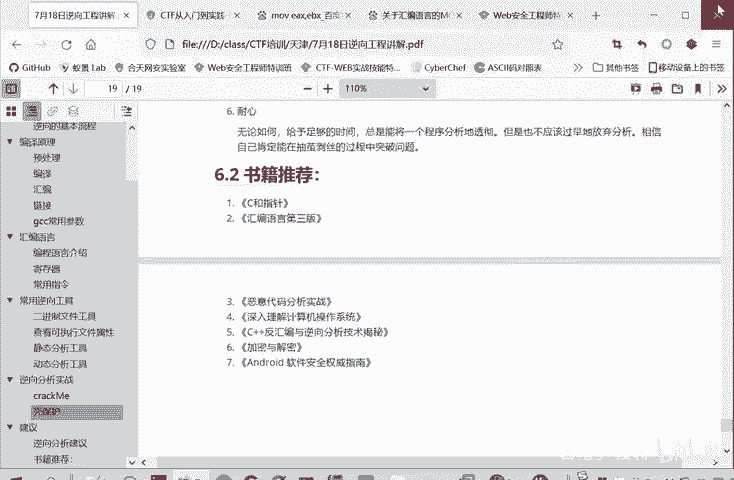 7月18日逆向工程讲解.pdf
CTF从入门到实践
mov eax,ebx_百度
关于汇编语言的MO
Web安全工程师特
file:///D:/class/CTF培训/天津/7月18日逆向工程讲解.pdf
GitHub
蚁景 Lab
合天网安实验室
Web安全工程师特训班
CTF-WEB实战技能特...
CyberChef
ASCII码对照表
其他书签
移动设备上的书签
19 / 19
110%
逆向的基本流程
编译原理
预处理
编译
汇编
链接
gcc常用参数
汇编语言
编程语言介绍
寄存器
常用指令
常用逆向工具
二进制文件工具
查看可执行文件属性
静态分析工具
动态分析工具
逆向分析实战
crackMe
壳保护
建议
逆向分析建议
书籍推荐：
6. 耐心
无论如何，给予足够的时间，总是能将一个程序分析地透彻。但是也不应该过早地放弃分析。相信
自己肯定能在抽茧剥丝的过程中突破问题。
6.2 书籍推荐：
1. 《C和指针》
2. 《汇编语言第三版》
3. 《恶意代码分析实战》
4. 《深入理解计算机操作系统》
5. 《C++反汇编与逆向分析技术揭秘》
6. 《加密与解密》
7. 《Android 软件安全权威指南》